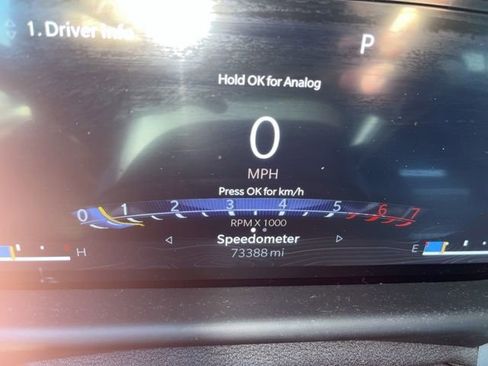 1. Driver Info
P
Hold OK for Analog
0
MPH
Press OK for km/h
0 1 2 3 4 5 6 7
RPM X 1000
H Speedometer E
73388 mi